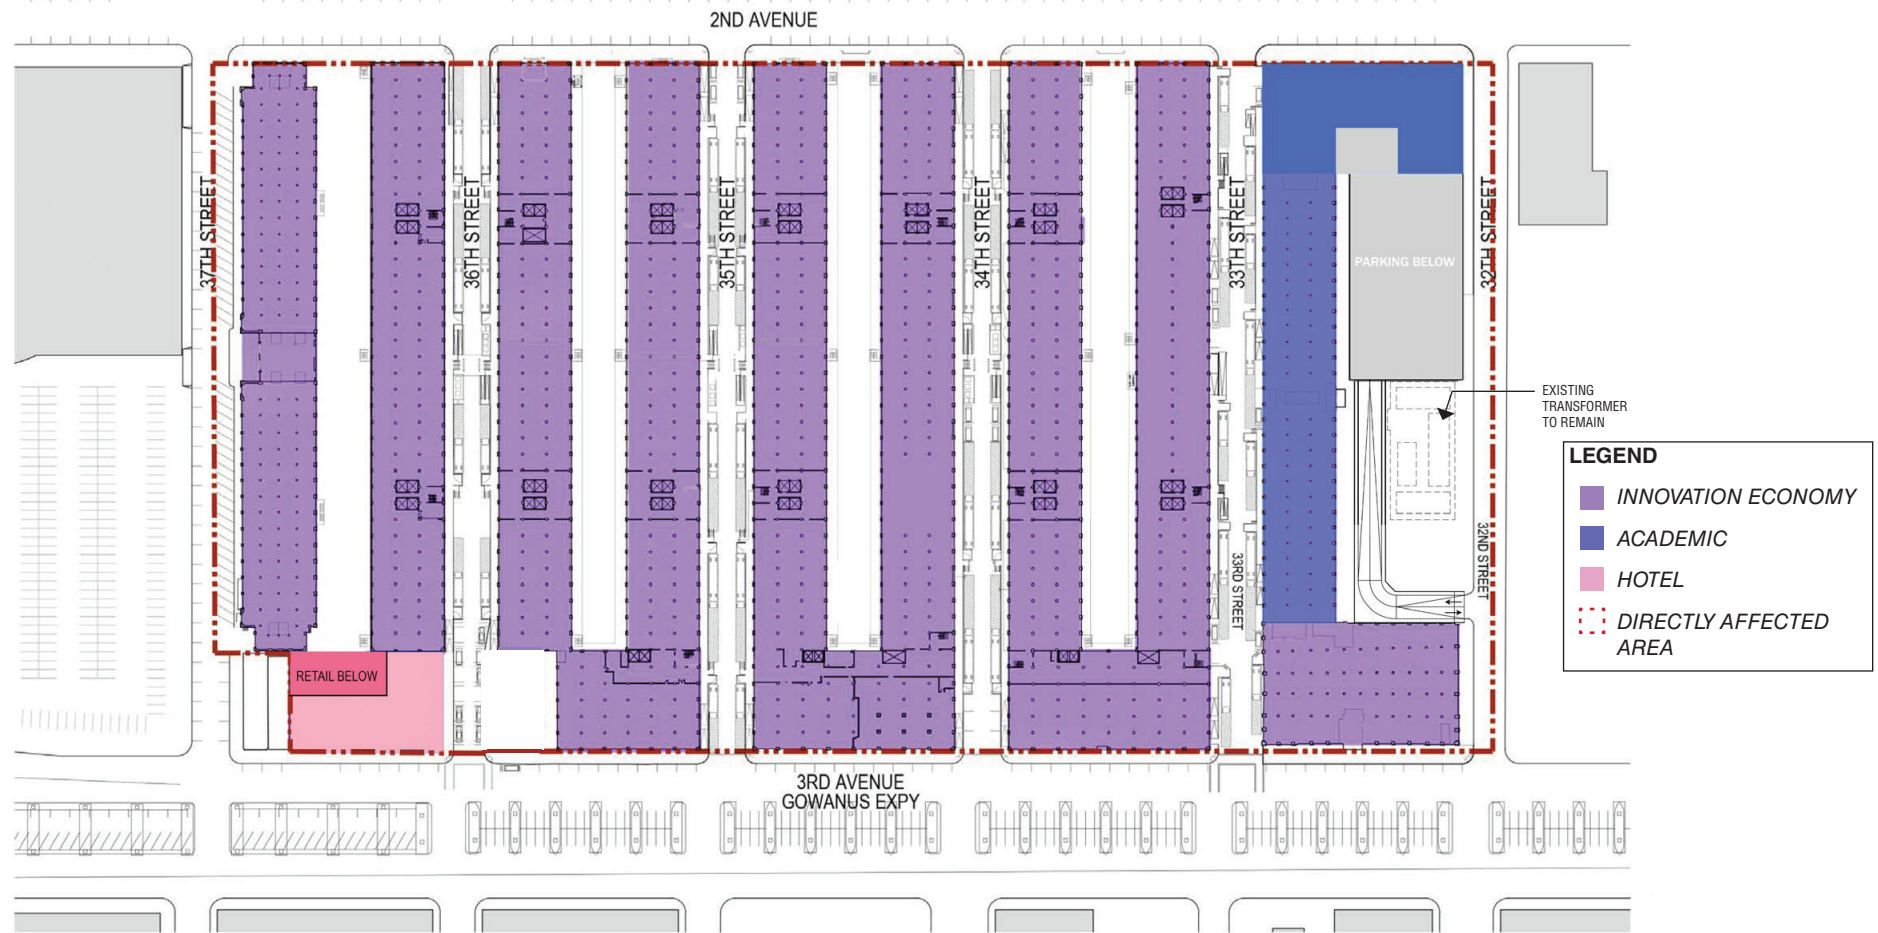 2ND AVENUE
37TH STREET
36TH STREET
35TH STREET
34TH STREET
33TH STREET
32TH STREET
PARKING BELOW
EXISTING
TRANSFORMER
TO REMAIN
LEGEND
INNOVATION ECONOMY
ACADEMIC
HOTEL
DIRECTLY AFFECTED
AREA
33RD STREET
32ND STREET
RETAIL BELOW
3RD AVENUE
GOWANUS EXPY